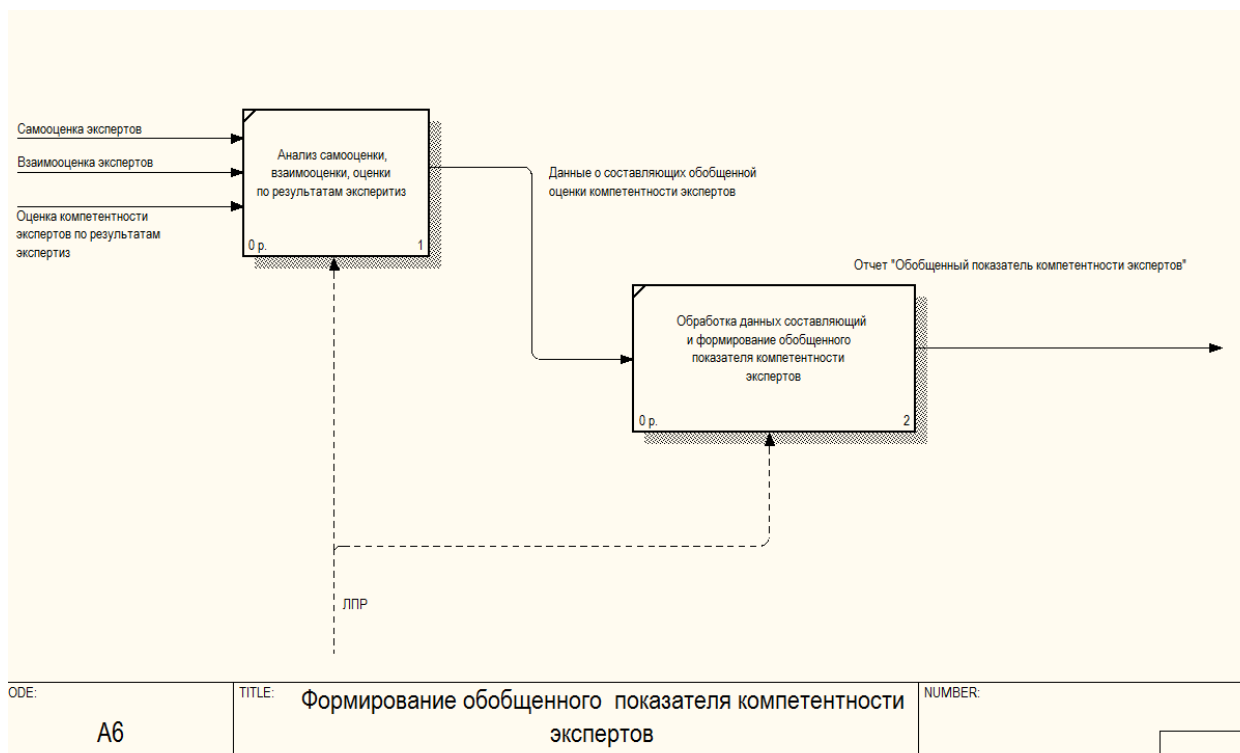 Самооценка экспертов
Взаимооценка экспертов
Оценка компетентности
экспертов по результатам
экспертиз
Анализ самооценки,
взаимооценки, оценки
по результатам эксперитиз
0 р.
1
Данные о составляющих обобщенной
оценки компетентности экспертов
Отчет "Обобщенный показатель компетентности экспертов"
Обработка данных составляющий
и формирование обобщенного
показателя компетентности
экспертов
0 р.
2
ЛПР
ODE:
A6
TITLE:
Формирование обобщенного показателя компетентности
экспертов
NUMBER: